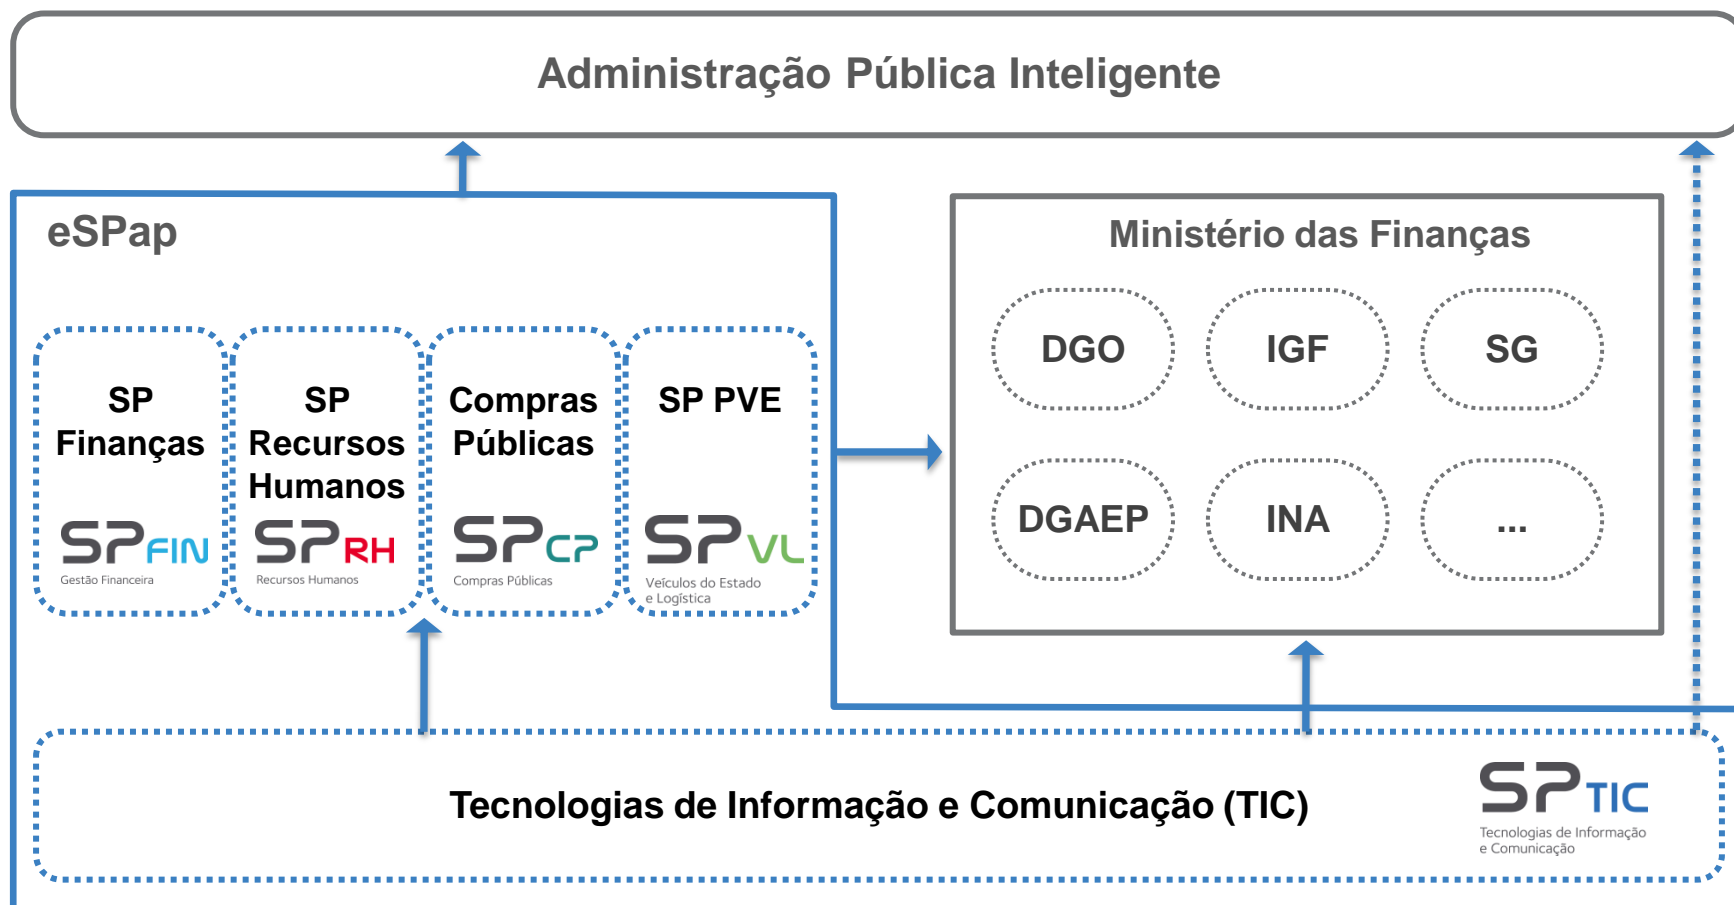 Administração Pública Inteligente
eSPap
SP
Finanças
SPFIN
Gestão Financeira
SP
Recursos
Humanos
SPRH
Recursos Humanos
Compras
Públicas
SPCP
Compras Públicas
SP PVE
SPVL
Veículos do Estado
e Logística
Ministério das Finanças
DGO
IGF
SG
DGAEP
INA
...
Tecnologias de Informação e Comunicação (TIC)
SPTIC
Tecnologias de Informação
e Comunicação